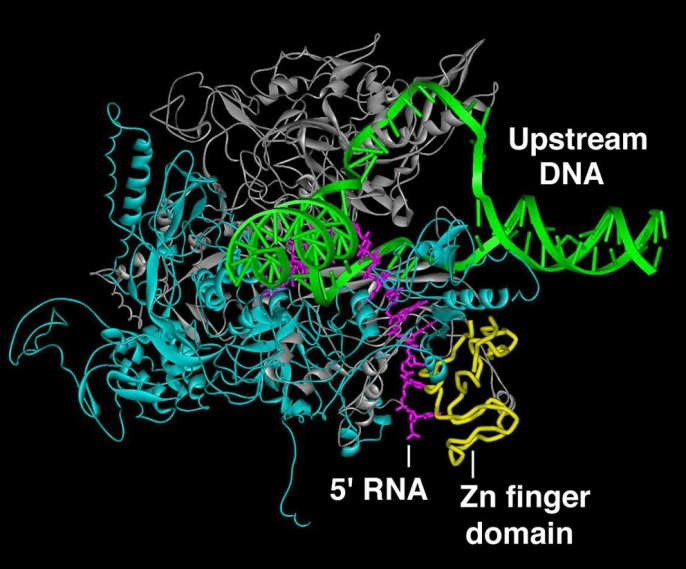 Upstream
DNA
5' RNA
Zn finger
domain